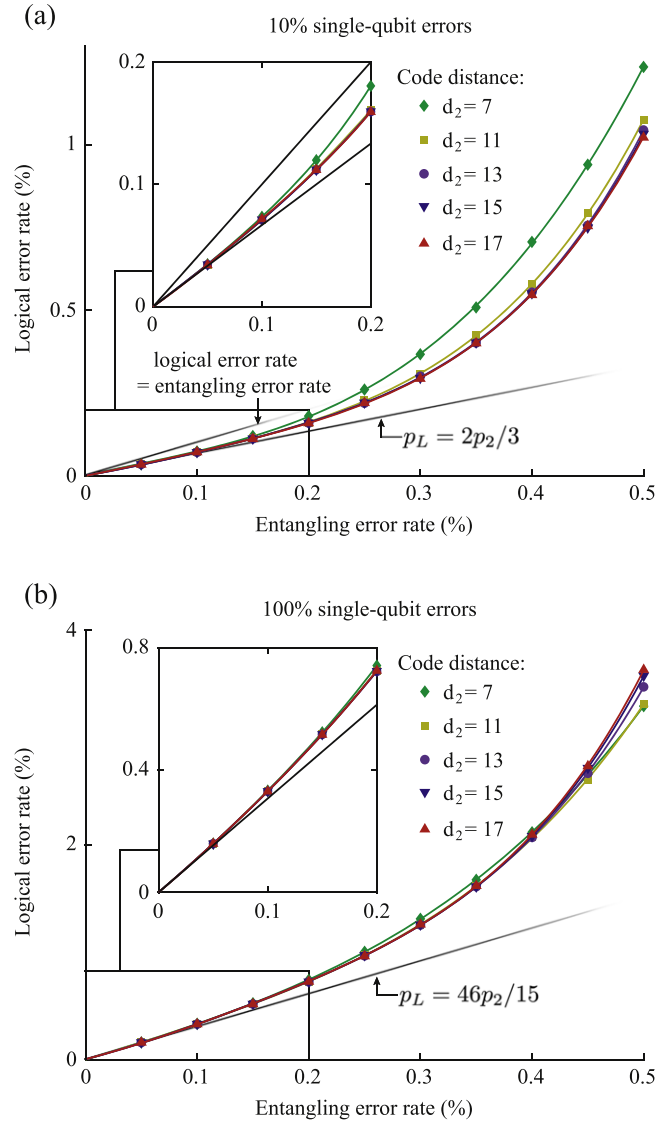 (a)
10% single-qubit errors
Logical error rate (%)
1
0.5
0
0.2
0.1
0
0
0.1
0.2
Code distance:
d₂= 7
d₂= 11
d₂= 13
d₂= 15
d₂= 17
logical error rate
= entangling error rate
p_L = 2p₂/3
0
0.1
0.2
0.3
0.4
0.5
Entangling error rate (%)
(b)
100% single-qubit errors
Logical error rate (%)
4
2
0
0.8
0.4
0
0
0.1
0.2
Code distance:
d₂= 7
d₂= 11
d₂= 13
d₂= 15
d₂= 17
p_L = 46p₂/15
0
0.1
0.2
0.3
0.4
0.5
Entangling error rate (%)